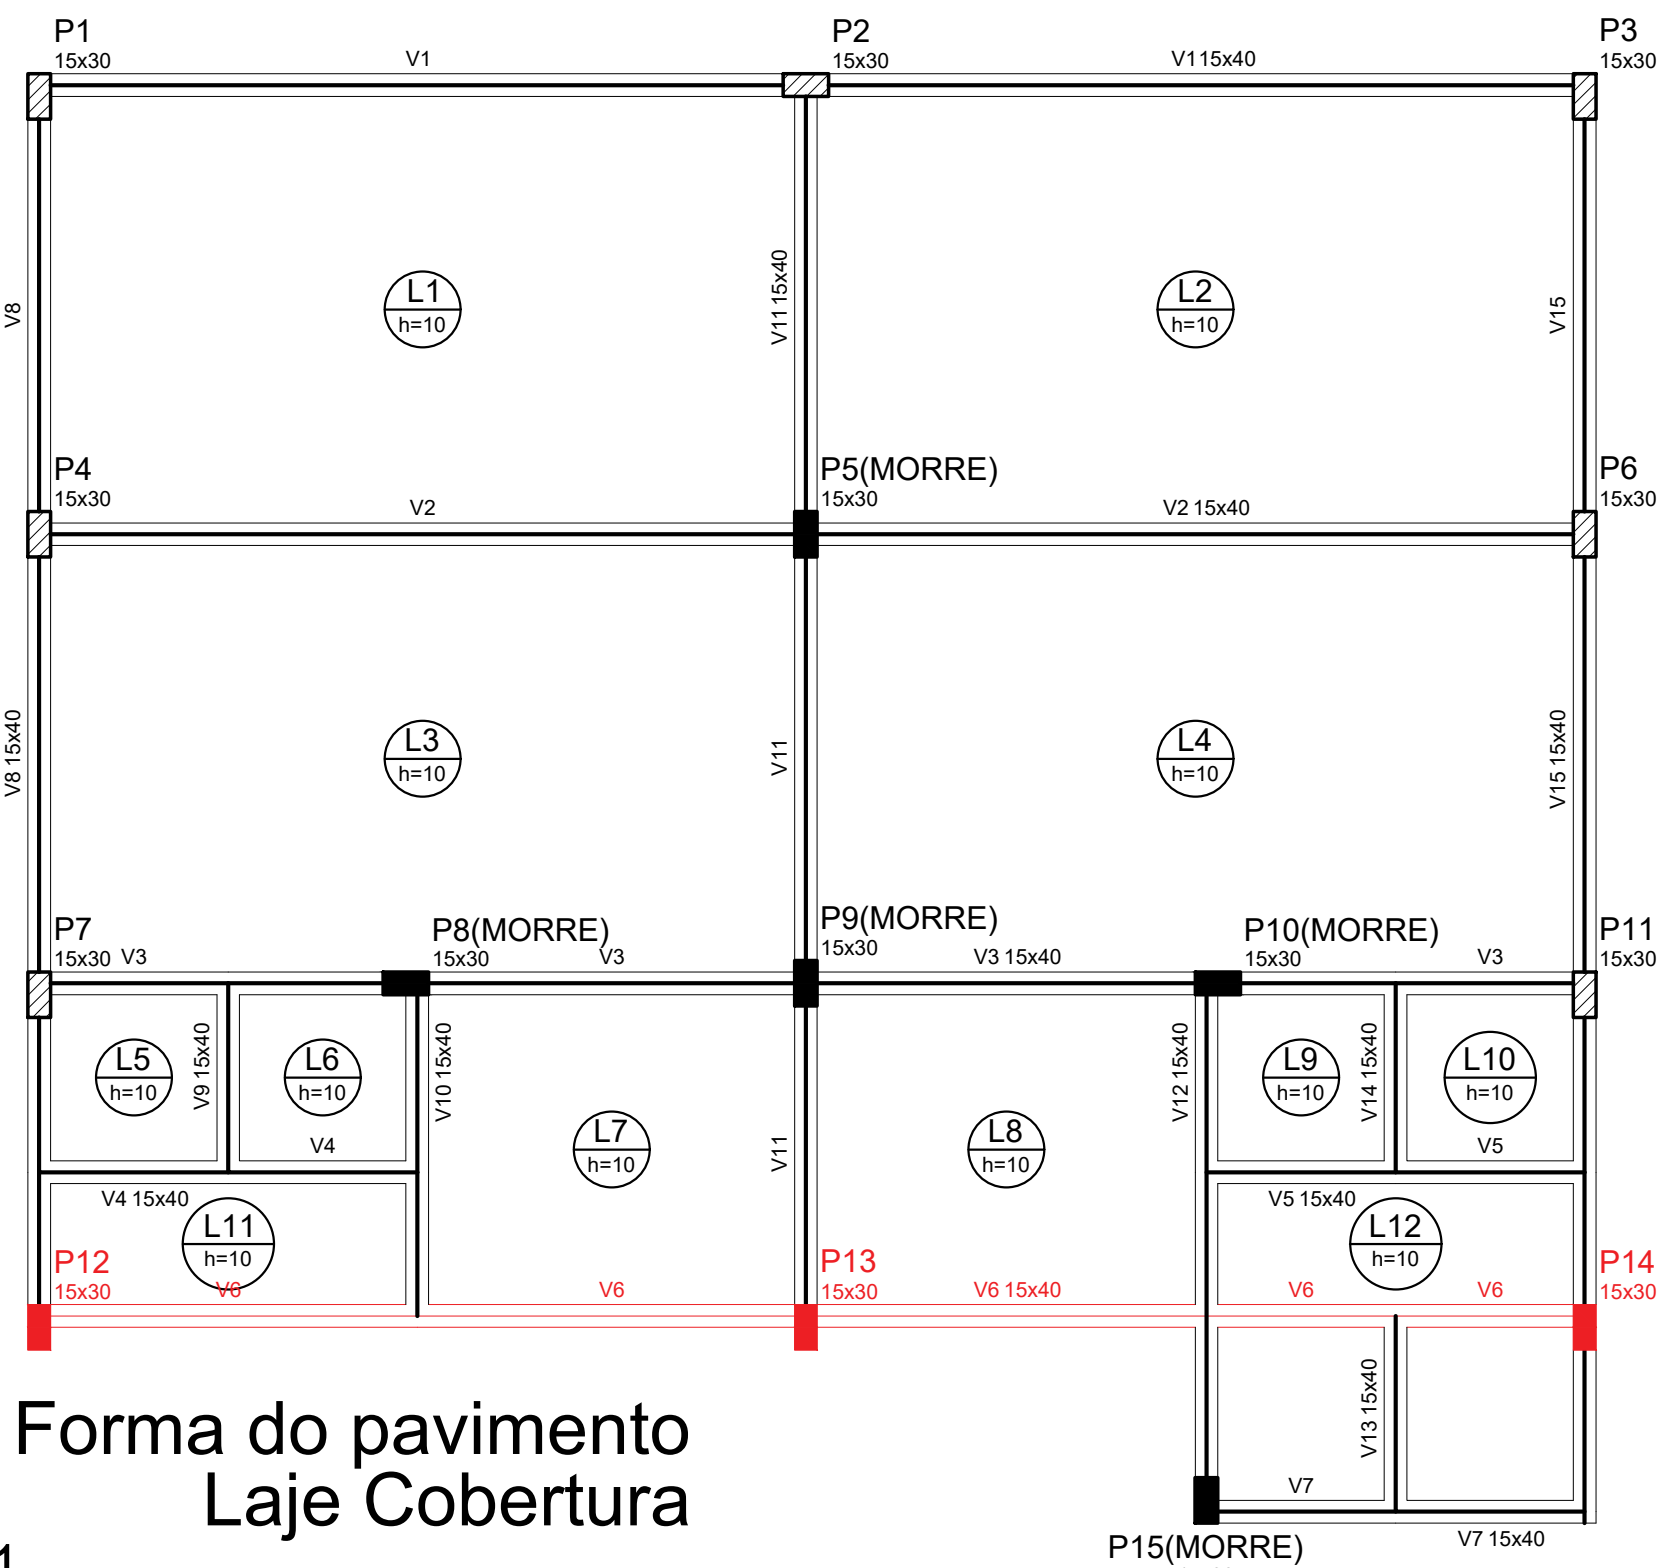 P1
15x30
V1
P2
15x30
V1 15x40
P3
15x30
V8
L1
h=10
V11 15x40
L2
h=10
V15
P4
15x30
V2
P5(MORRE)
15x30
V2 15x40
P6
15x30
V8 15x40
L3
h=10
V11
L4
h=10
V15 15x40
P7
15x30
V3
P8(MORRE)
15x30
V3
P9(MORRE)
15x30
V3 15x40
P10(MORRE)
15x30
V3
P11
15x30
L5
h=10
V9 15x40
L6
h=10
V10 15x40
L7
h=10
V11
L8
h=10
V12 15x40
L9
h=10
V14 15x40
L10
h=10
V4
V5
V4 15x40
L11
h=10
V5 15x40
L12
h=10
P12
15x30
V6
V6
P13
15x30
V6 15x40
V6
V6
P14
15x30
V13 15x40
V7
V7 15x40
P15(MORRE)
Forma do pavimento
Laje Cobertura